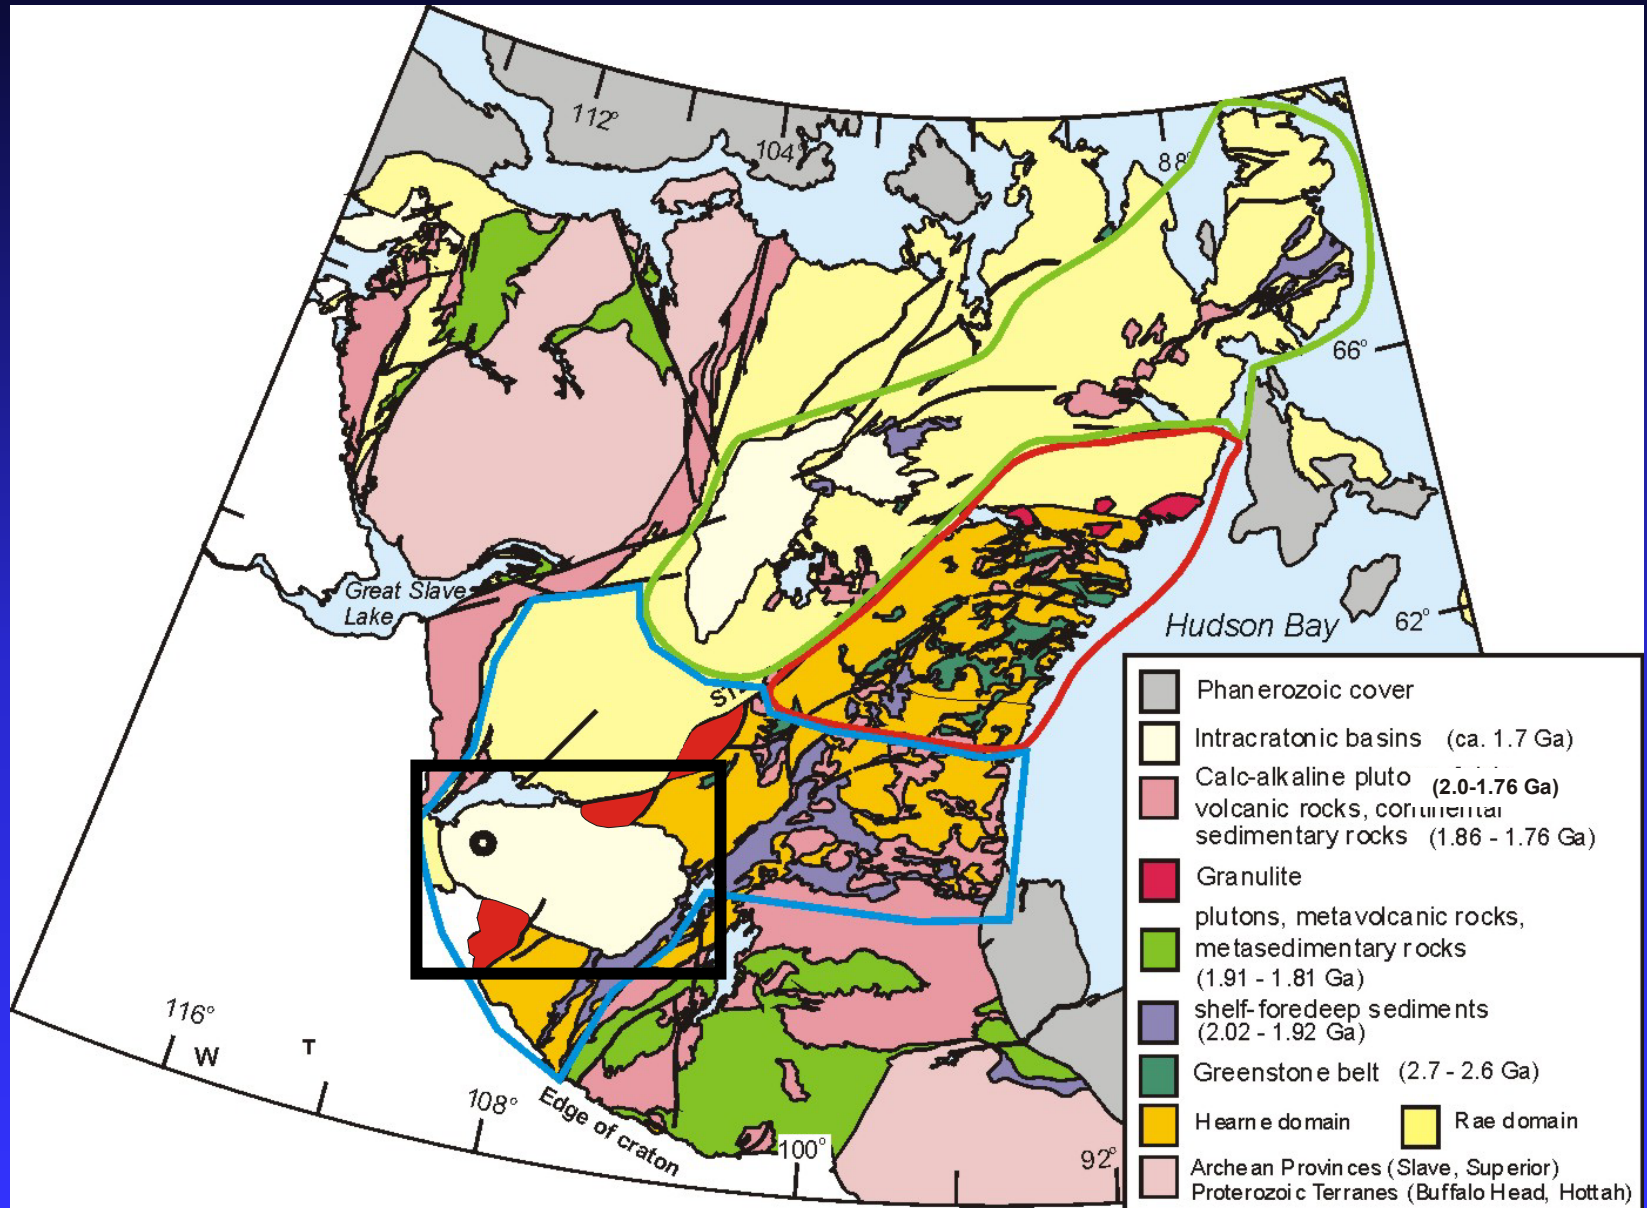 112°
104°
88°
66°
Great Slave
Lake
Hudson Bay
62°
ST
Phanerozoic cover
Intracratonic basins (ca. 1.7 Ga)
Calc-alkaline pluto
(2.0-1.76 Ga)
volcanic rocks, continental
sedimentary rocks (1.86 - 1.76 Ga)
Granulite
plutons, metavolcanic rocks,
metasedimentary rocks
(1.91 - 1.81 Ga)
shelf-foredeep sediments
(2.02 - 1.92 Ga)
Greenstone belt (2.7 - 2.6 Ga)
Hearne domain
Rae domain
Archean Provinces (Slave, Superior)
Proterozoic Terranes (Buffalo Head, Hottah)
116°
W
T
108°
Edge of craton
100°
92°